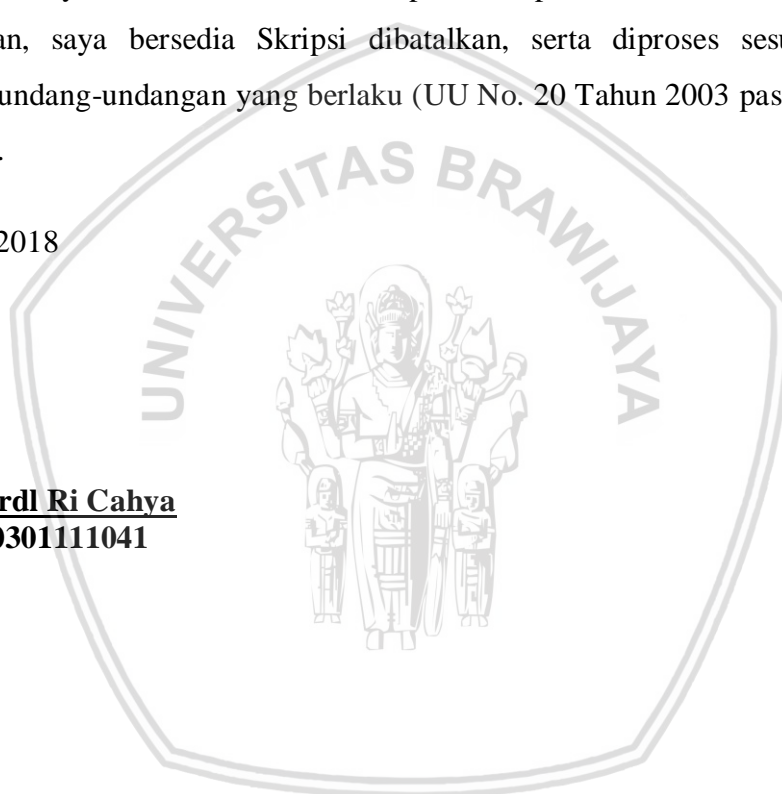 an, saya bersedia Skripsi dibatalkan, serta diproses sesu
undang-undangan yang berlaku (UU No. 20 Tahun 2003 pas
.
2018
UNIVERSITAS BRAWIJAYA
rdl Ri Cahya
0301111041